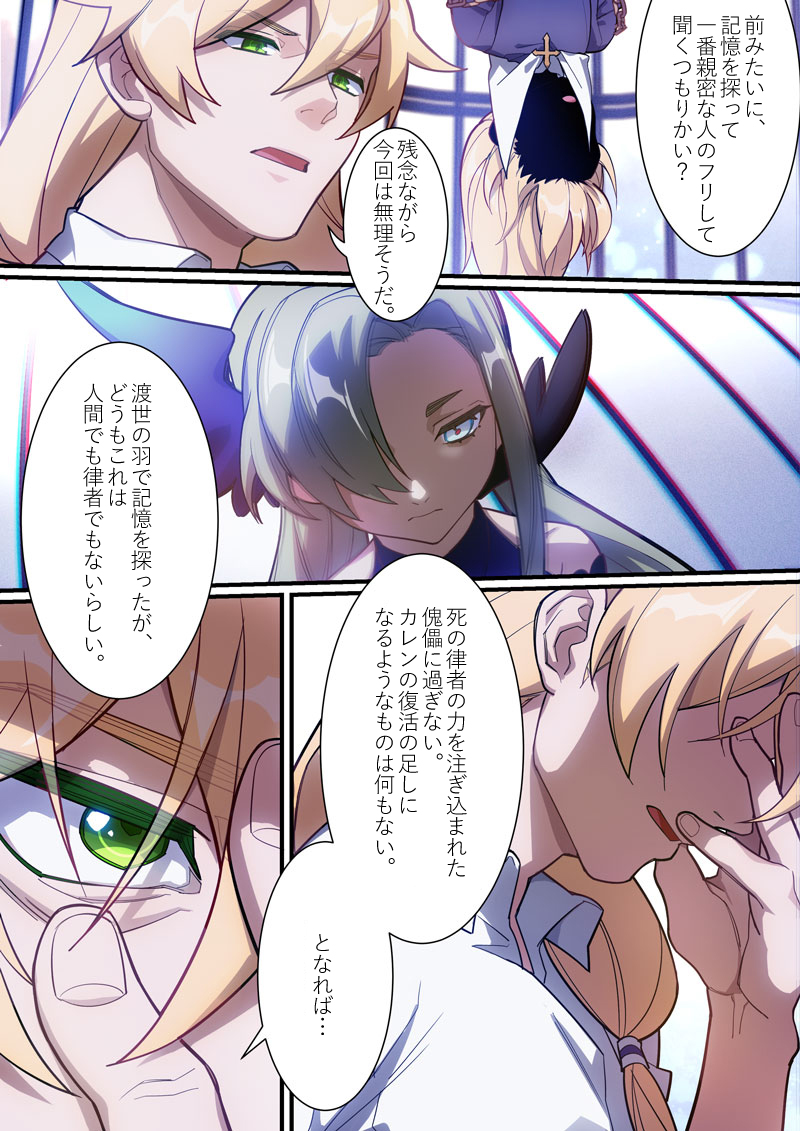 前みたいに、
記憶を探って
一番親密な人のフリして
聞くつもりかい？
残念ながら
今回は無理そうだ。
渡世の羽で記憶を探ったが、
どうもこれは
人間でも律者でもないらしい。
死の律者の力を注ぎ込まれた
傀儡に過ぎない。
カレンの復活の足しに
なるようなものは何もない。
となれば…